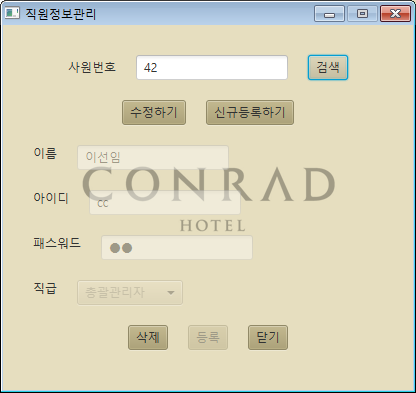 직원정보관리
사원번호 42 검색
수정하기 신규등록하기
이름 이선임
CONRAD
아이디 cc
HOTEL
패스워드 ●●
직급 총괄관리자
삭제 등록 닫기